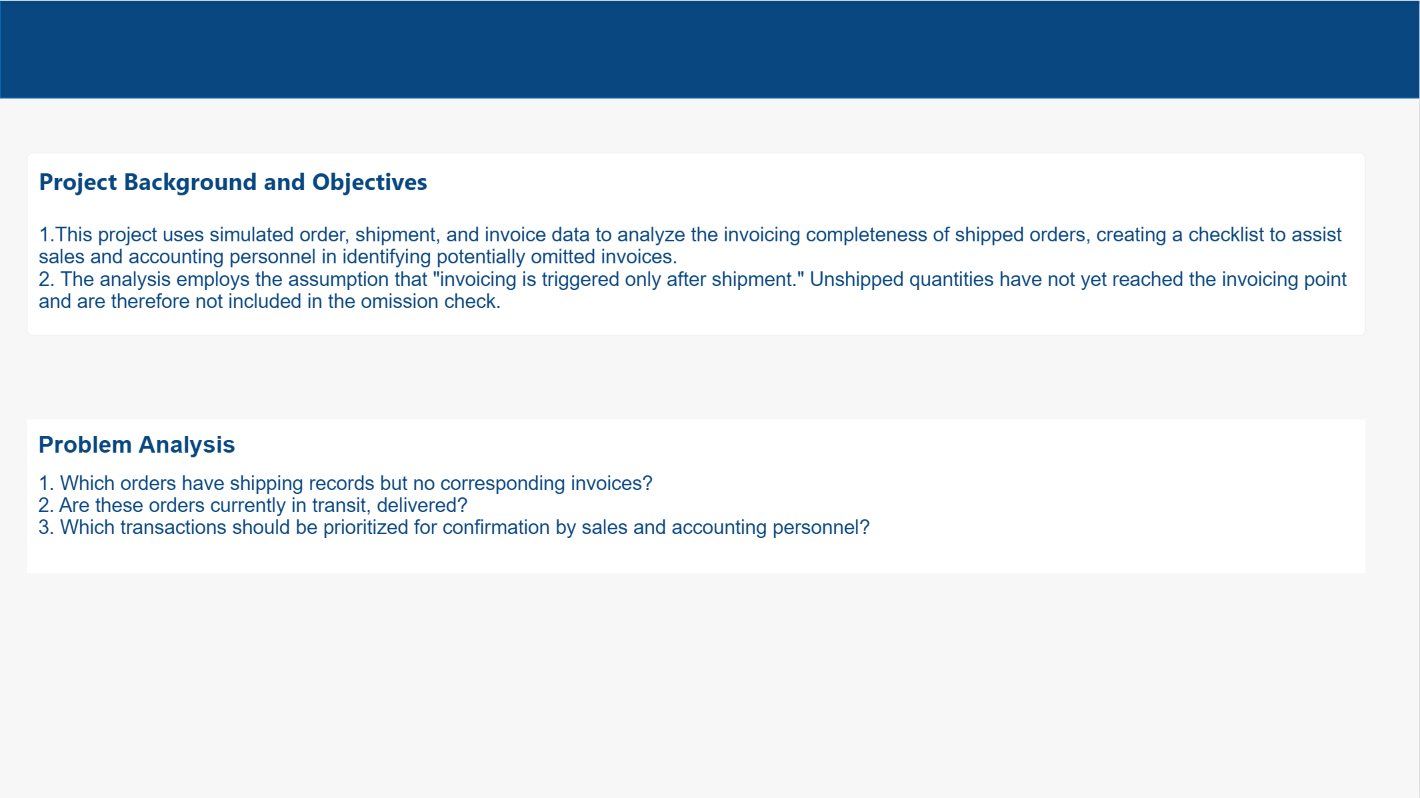 Project Background and Objectives
1.This project uses simulated order, shipment, and invoice data to analyze the invoicing completeness of shipped orders, creating a checklist to assist
sales and accounting personnel in identifying potentially omitted invoices.
2. The analysis employs the assumption that "invoicing is triggered only after shipment." Unshipped quantities have not yet reached the invoicing point
and are therefore not included in the omission check.
Problem Analysis
1. Which orders have shipping records but no corresponding invoices?
2. Are these orders currently in transit, delivered?
3. Which transactions should be prioritized for confirmation by sales and accounting personnel?